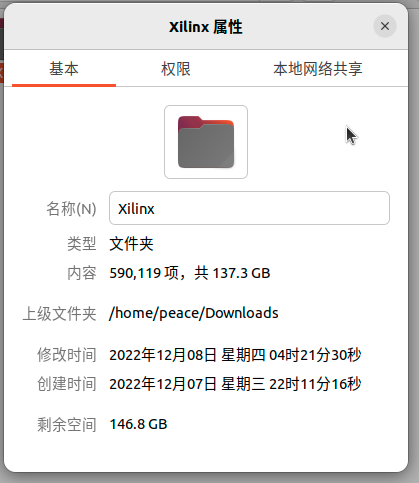 Xilinx 属性
基本 权限 本地网络共享
名称(N) Xilinx
类型 文件夹
内容 590,119 项，共 137.3 GB
上级文件夹 /home/peace/Downloads
修改时间 2022年12月08日 星期四 04时21分30秒
创建时间 2022年12月07日 星期三 22时11分16秒
剩余空间 146.8 GB